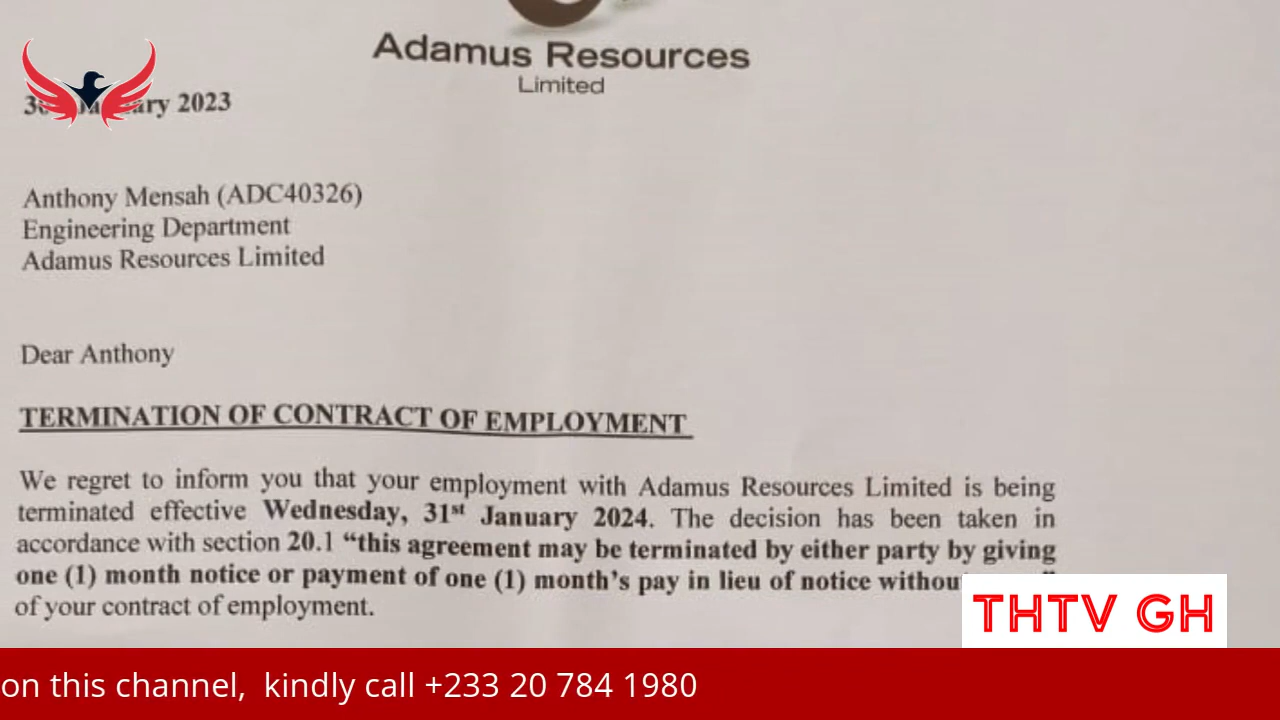 Adamus Resources
Limited
2023
Anthony Mensah (ADC40326)
Engineering Department
Adamus Resources Limited
Dear Anthony
TERMINATION OF CONTRACT OF EMPLOYMENT
We regret to inform you that your employment with Adamus Resources Limited is being
terminated effective Wednesday, 31st January 2024. The decision has been taken in
accordance with section 20.1 “this agreement may be terminated by either party by giving
one (1) month notice or payment of one (1) month’s pay in lieu of notice
of your contract of employment.
THTV GH
on this channel, kindly call +233 20 784 1980